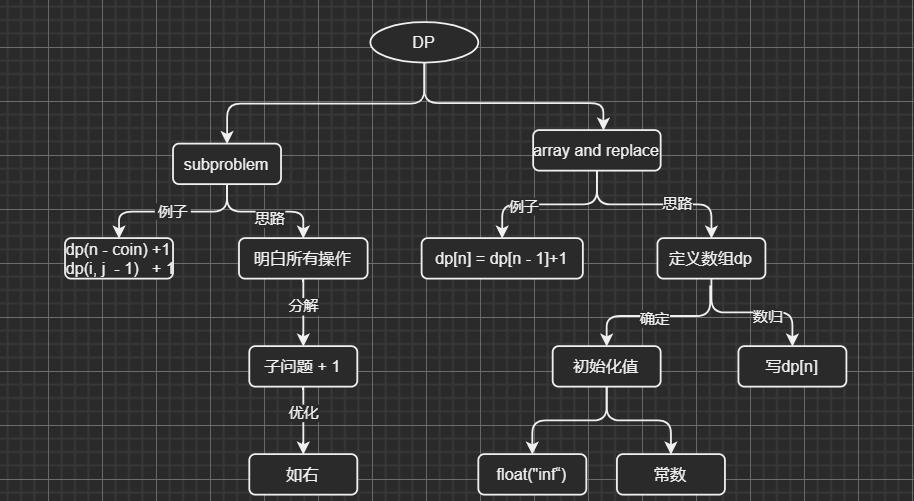 DP
subproblem
array and replace
例子
思路
例子
思路
dp(n - coin) +1
dp(i, j - 1) + 1
明白所有操作
dp[n] = dp[n - 1]+1
定义数组dp
分解
确定
数归
子问题 + 1
初始化值
写dp[n]
优化
如右
float("inf“)
常数